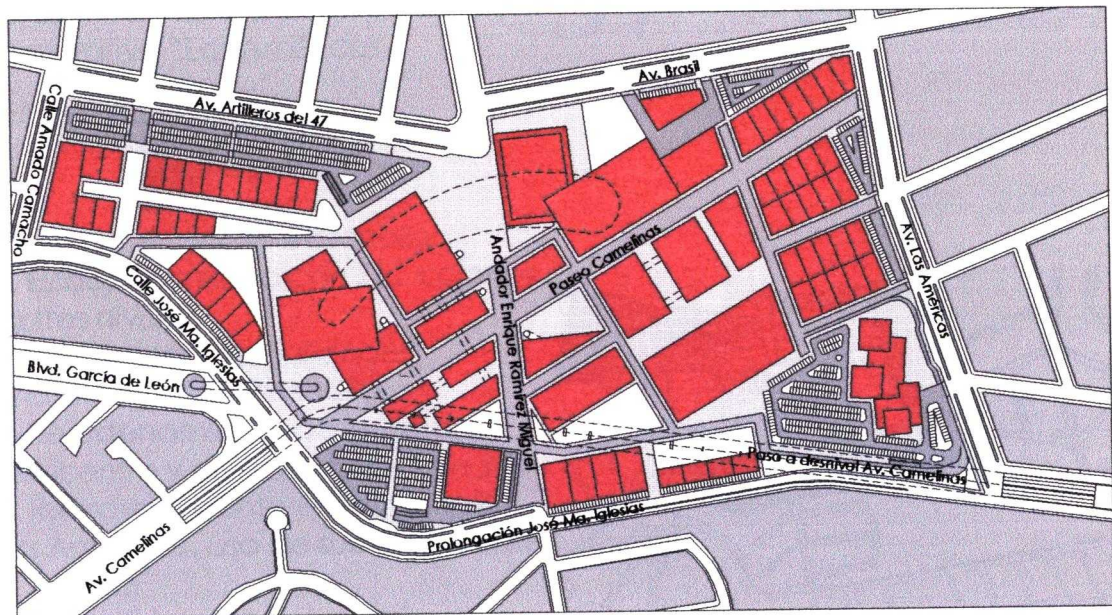 Av. Brasil
Calle Amado Camacho
Av. Artilleros del 47
Av. Las Américas
Paseo Camelinas
Andador Enrique Ramírez Miguel
Calle José Ma. Iglesias
Blvd. García de León
Paso a desnivel Av. Camelinas
Prolongación José Ma. Iglesias
Av. Camelinas